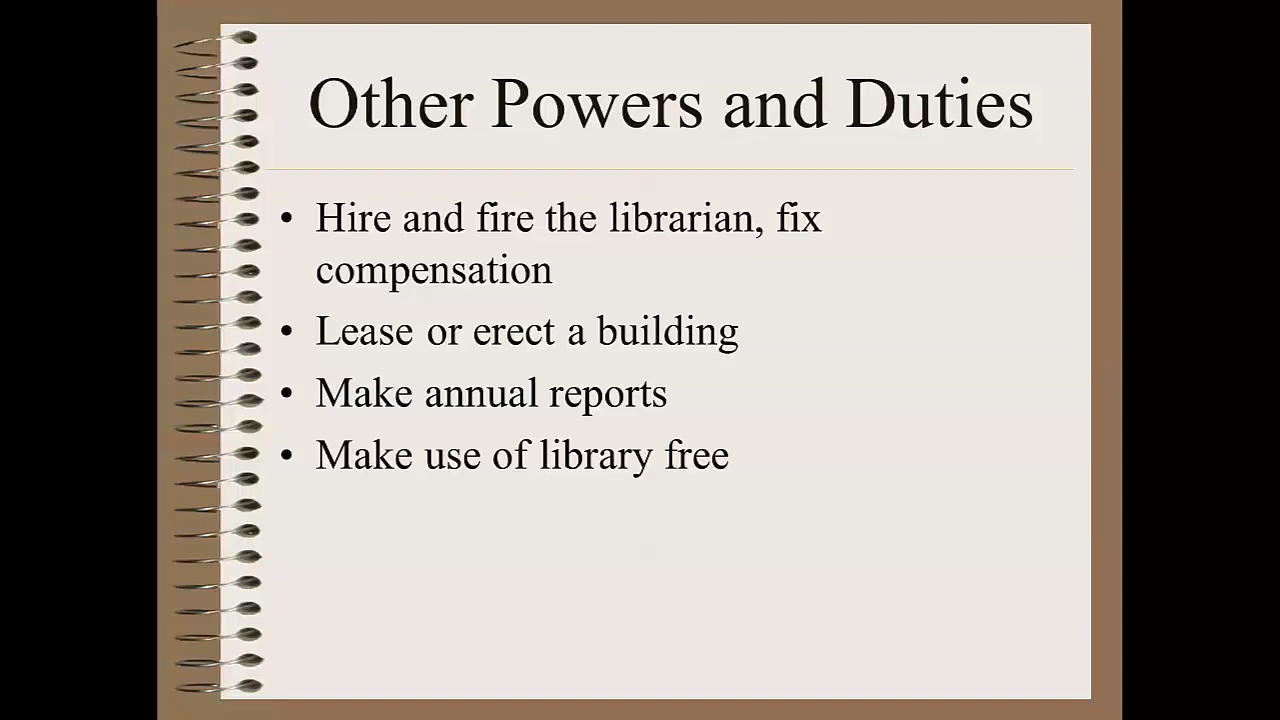 Other Powers and Duties
• Hire and fire the librarian, fix
compensation
• Lease or erect a building
• Make annual reports
• Make use of library free